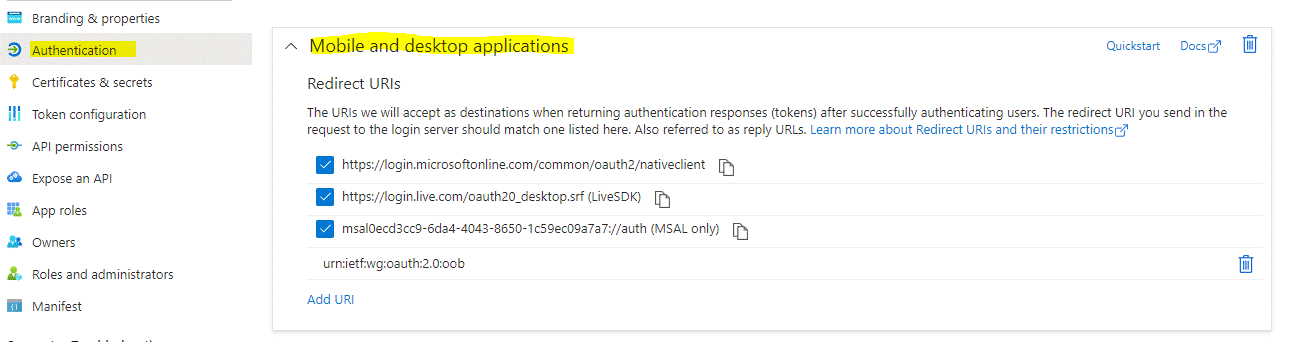 Branding & properties
Authentication
Certificates & secrets
Token configuration
API permissions
Expose an API
App roles
Owners
Roles and administrators
Manifest
Mobile and desktop applications
Quickstart
Docs
Redirect URIs
The URIs we will accept as destinations when returning authentication responses (tokens) after successfully authenticating users. The redirect URI you send in the
request to the login server should match one listed here. Also referred to as reply URLs. Learn more about Redirect URIs and their restrictions
https://login.microsoftonline.com/common/oauth2/nativeclient
https://login.live.com/oauth20_desktop.srf (LiveSDK)
msal0ecd3cc9-6da4-4043-8650-1c59ec09a7a7://auth (MSAL only)
urn:ietf:wg:oauth:2.0:oob
Add URI